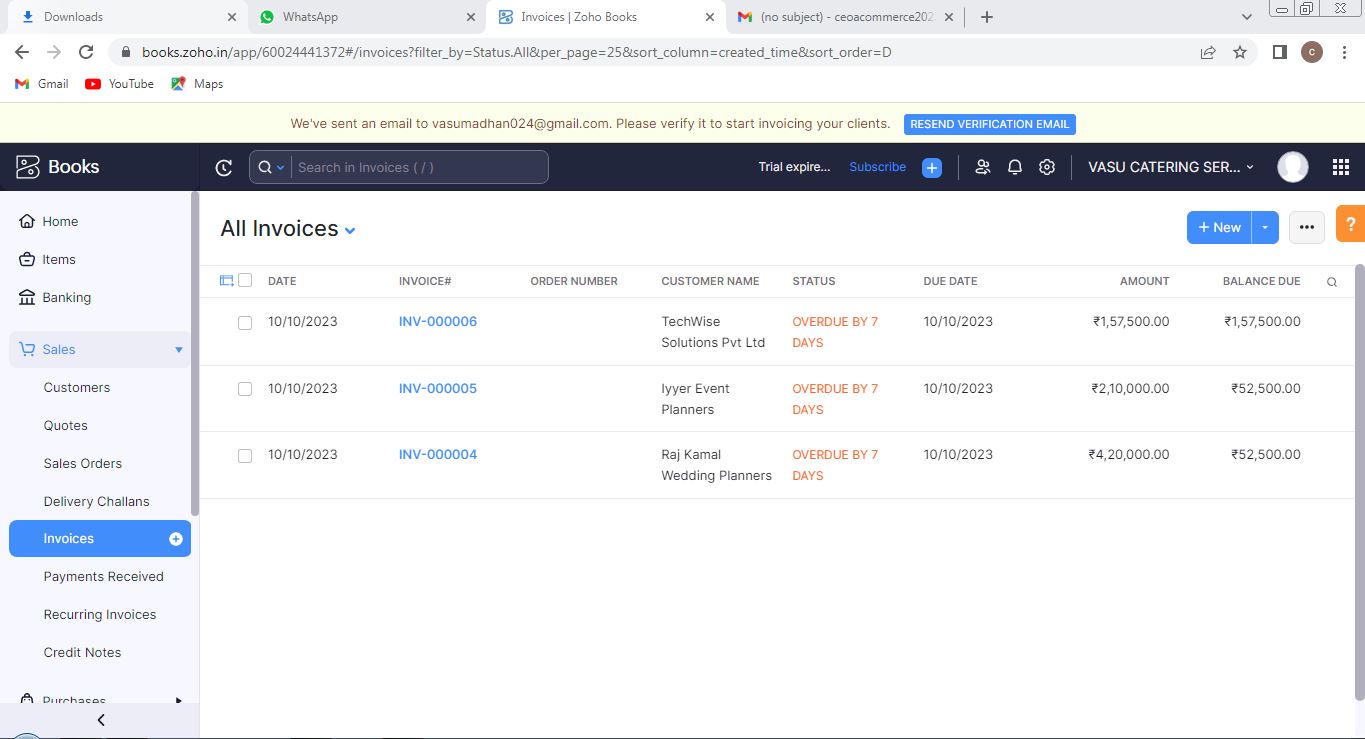 Downloads
WhatsApp
Invoices | Zoho Books
(no subject) - ceoacommerce202
books.zoho.in/app/60024441372#/invoices?filter_by=Status.All&per_page=25&sort_column=created_time&sort_order=D
C
Gmail
YouTube
Maps
We've sent an email to vasumadhan024@gmail.com. Please verify it to start invoicing your clients. RESEND VERIFICATION EMAIL
Books
Search in Invoices ( / )
Trial expire... Subscribe
VASU CATERING SER...
Home
Items
Banking
Sales
Customers
Quotes
Sales Orders
Delivery Challans
Invoices
Payments Received
Recurring Invoices
Credit Notes
Purchases
All Invoices
+ New
?
DATE INVOICE# ORDER NUMBER CUSTOMER NAME STATUS DUE DATE AMOUNT BALANCE DUE
10/10/2023 INV-000006 TechWise OVERDUE BY 7 10/10/2023 ₹1,57,500.00 ₹1,57,500.00
Solutions Pvt Ltd DAYS
10/10/2023 INV-000005 Iyyer Event OVERDUE BY 7 10/10/2023 ₹2,10,000.00 ₹52,500.00
Planners DAYS
10/10/2023 INV-000004 Raj Kamal OVERDUE BY 7 10/10/2023 ₹4,20,000.00 ₹52,500.00
Wedding Planners DAYS